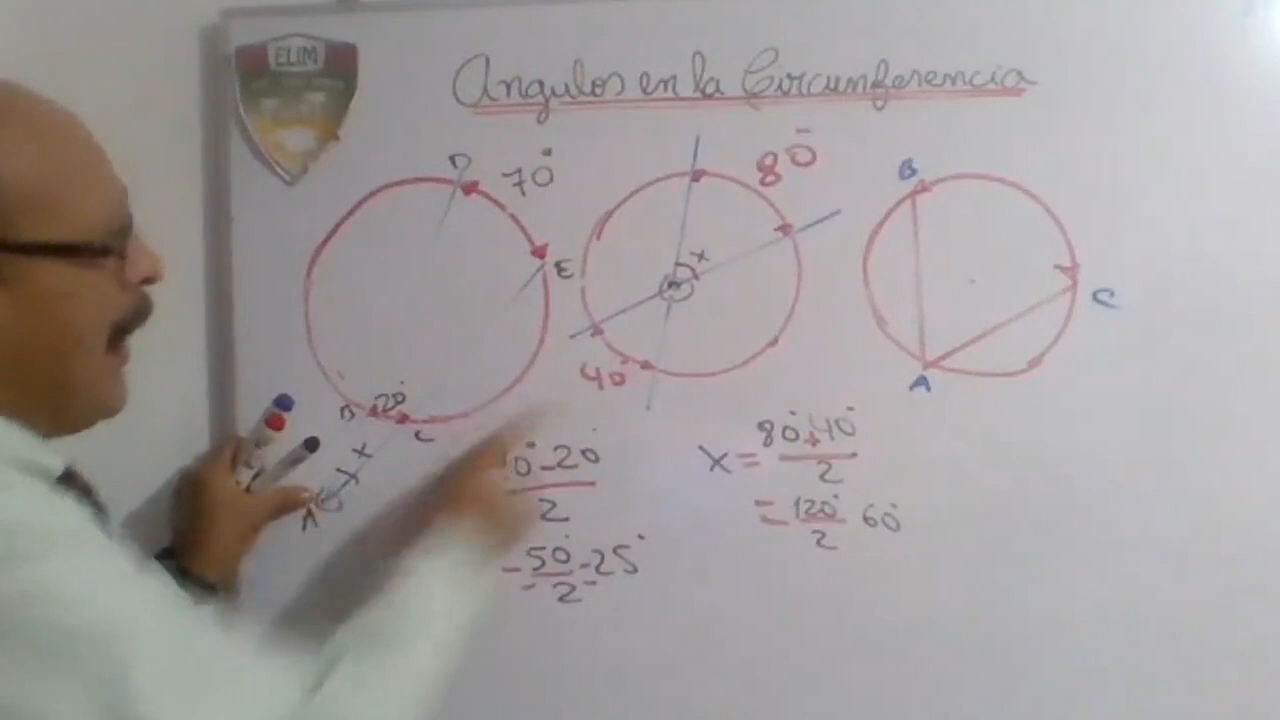 ELIM
Angulos en la Circunferencia
D 70°
E
B 20°
C
x
A
80°
x
40°
B
C
A
0°-20°
2
-50°-25°
2
x = 80°+40°
2
= 120° 60°
2